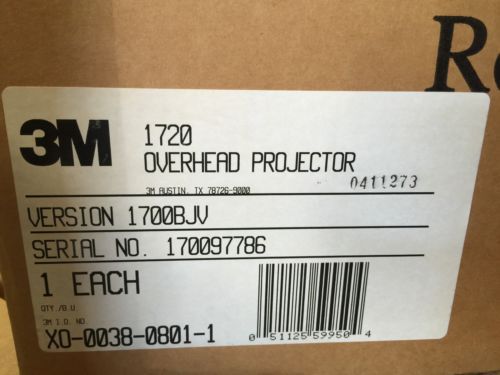 3M 1720
OVERHEAD PROJECTOR
3M AUSTIN, TX 78726-9000 0411273
VERSION 1700BJV
SERIAL NO. 170097786
1 EACH
QTY./B.U.
3M I.D. NO.
XO-0038-0801-1
0 51125 59950 4